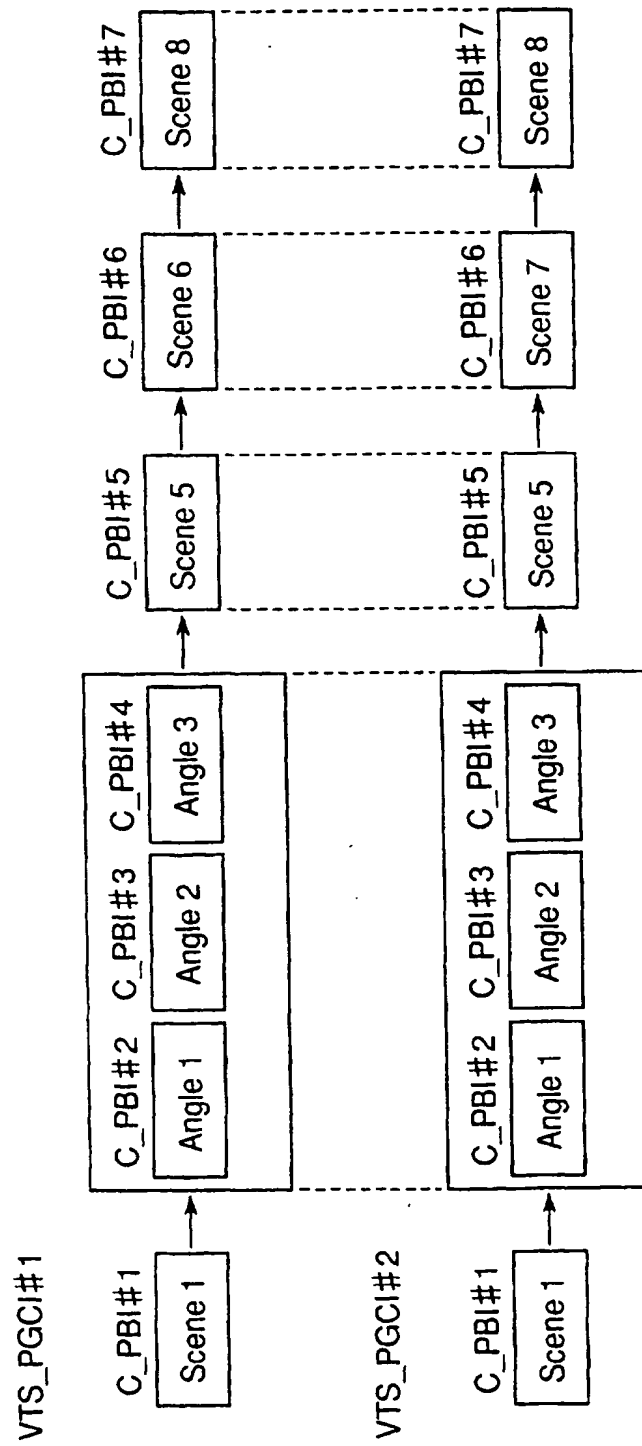 VTS_PGCI#1
C_PBI#1
Scene 1
C_PBI#2
Angle 1
C_PBI#3
Angle 2
C_PBI#4
Angle 3
C_PBI#5
Scene 5
C_PBI#6
Scene 6
C_PBI#7
Scene 8
VTS_PGCI#2
C_PBI#1
Scene 1
C_PBI#2
Angle 1
C_PBI#3
Angle 2
C_PBI#4
Angle 3
C_PBI#5
Scene 5
C_PBI#6
Scene 7
C_PBI#7
Scene 8